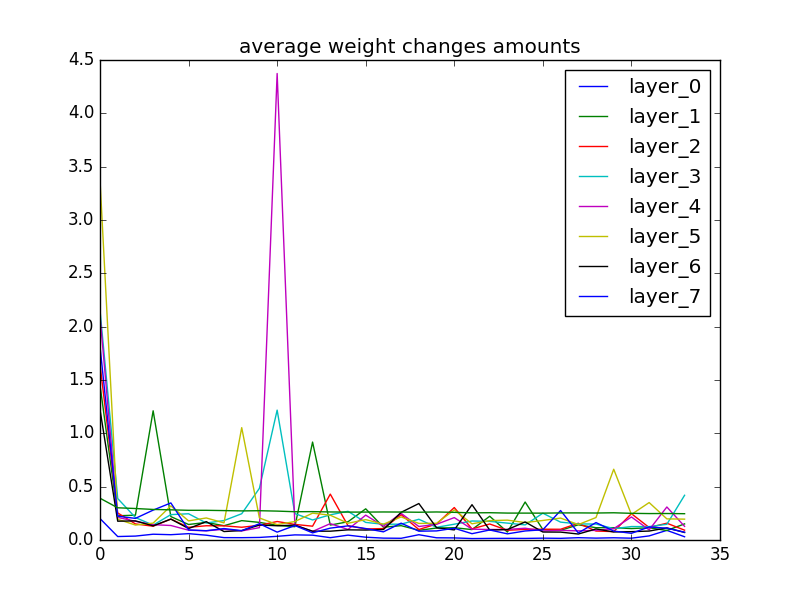 average weight changes amounts
4.5
4.0
3.5
3.0
2.5
2.0
1.5
1.0
0.5
0.0
0
5
10
15
20
25
30
35
layer_0
layer_1
layer_2
layer_3
layer_4
layer_5
layer_6
layer_7